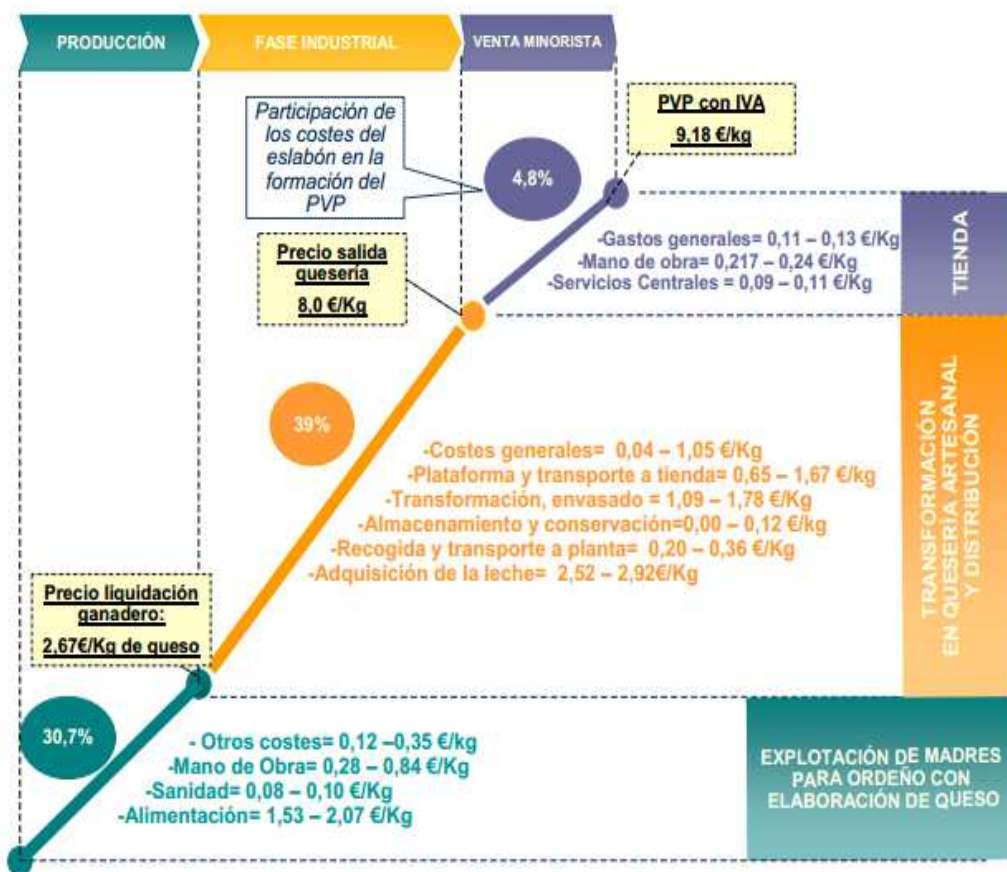 PRODUCCIÓN
FASE INDUSTRIAL
VENTA MINORISTA
Participación de
los costes del
eslabón en la
formación del
PVP
4,8%
PVP con IVA
9,18 €/kg
-Gastos generales= 0,11 – 0,13 €/Kg
-Mano de obra= 0,217 – 0,24 €/Kg
-Servicios Centrales = 0,09 – 0,11 €/Kg
TIENDA
Precio salida
quesería
8,0 €/Kg
39%
-Costes generales= 0,04 – 1,05 €/Kg
-Plataforma y transporte a tienda= 0,65 – 1,67 €/kg
-Transformación, envasado = 1,09 – 1,78 €/Kg
-Almacenamiento y conservación=0,00 – 0,12 €/kg
-Recogida y transporte a planta= 0,20 – 0,36 €/Kg
-Adquisición de la leche= 2,52 – 2,92€/Kg
TRANSFORMACIÓN
EN QUESERÍA ARTESANAL
Y DISTRIBUCIÓN
Precio liquidación
ganadero:
2,67€/Kg de queso
30,7%
- Otros costes= 0,12 –0,35 €/kg
-Mano de Obra= 0,28 – 0,84 €/Kg
-Sanidad= 0,08 – 0,10 €/Kg
-Alimentación= 1,53 – 2,07 €/Kg
EXPLOTACIÓN DE MADRES
PARA ORDEÑO CON
ELABORACIÓN DE QUESO